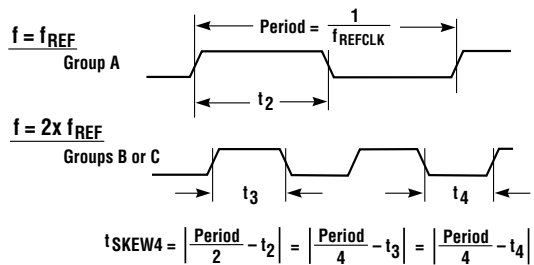 f = fREF
Group A
Period = 1 / fREFCLK
t2
f = 2x fREF
Groups B or C
t3
t4
tSKEW4 = | Period / 2 – t2 | = | Period / 4 – t3 | = | Period / 4 – t4 |